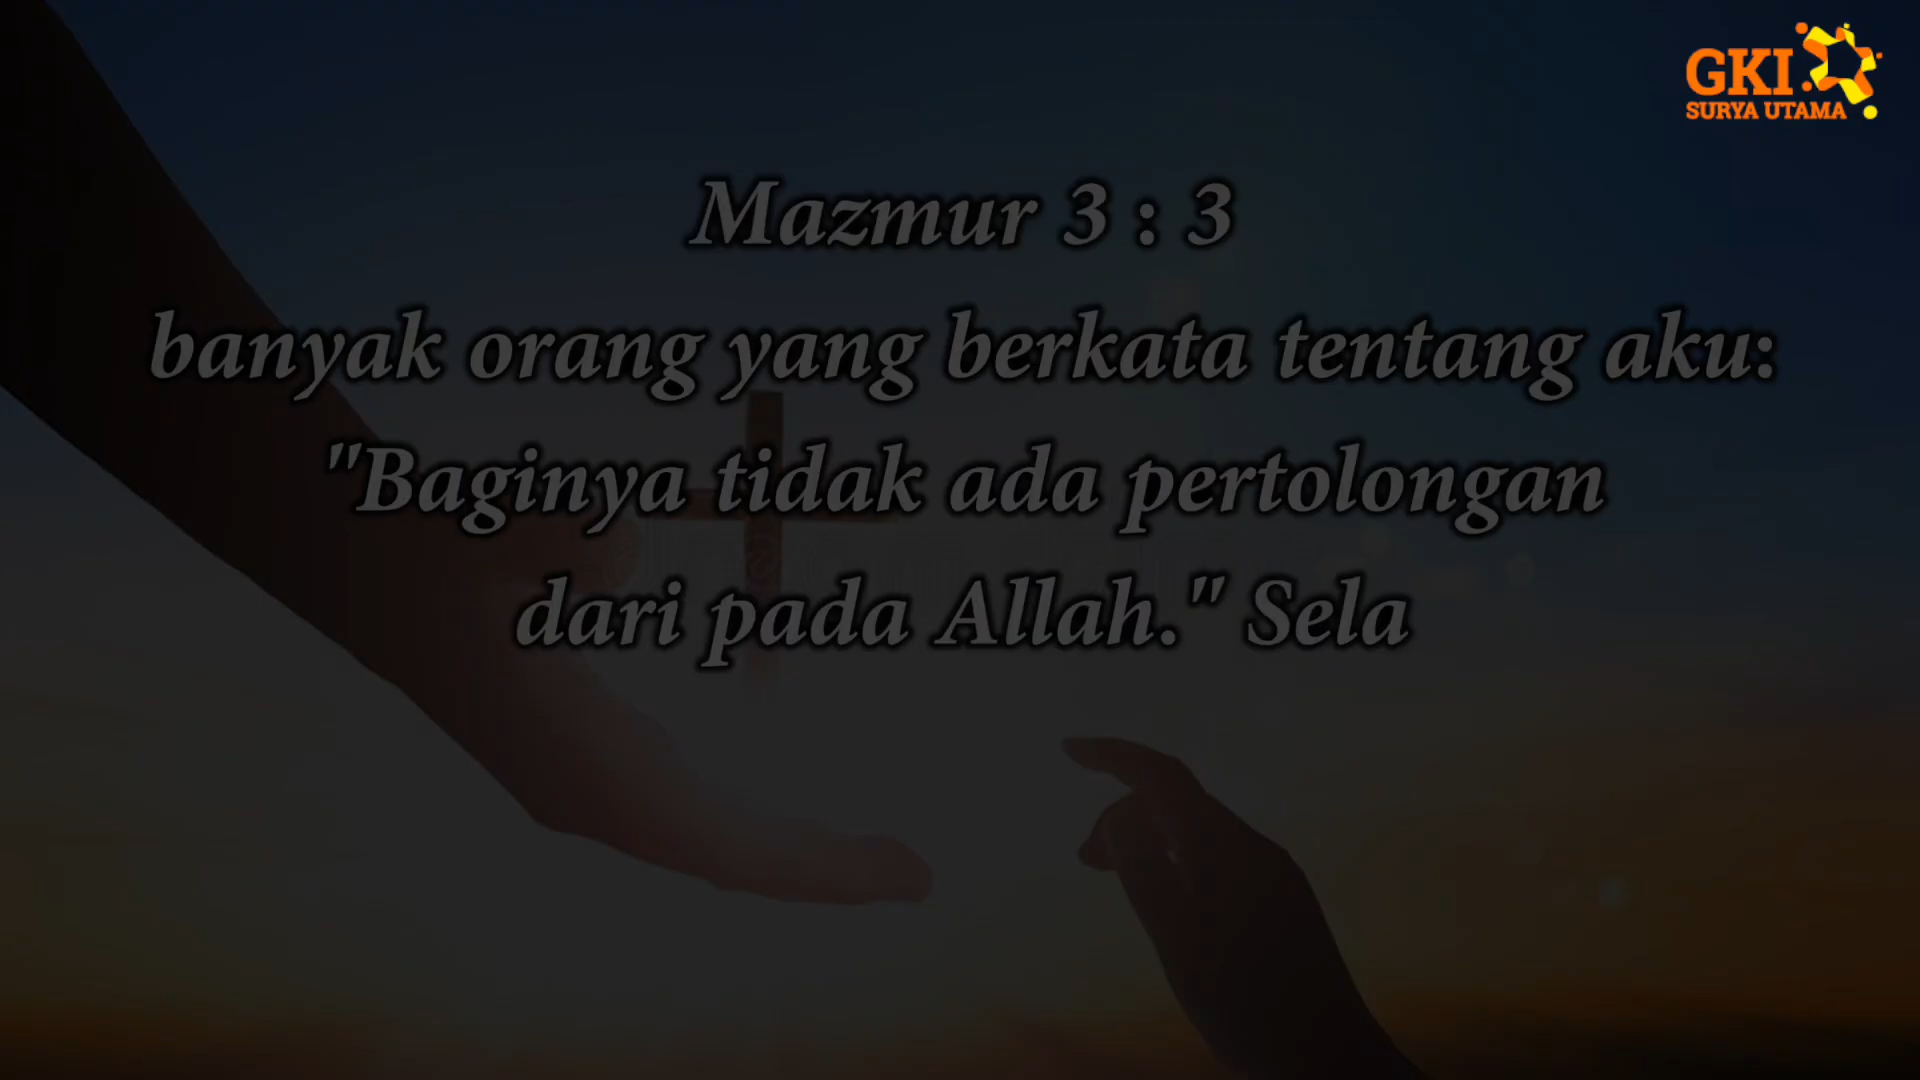 GKI
SURYA UTAMA
Mazmur 3 : 3
banyak orang yang berkata tentang aku:
"Baginya tidak ada pertolongan
dari pada Allah." Sela